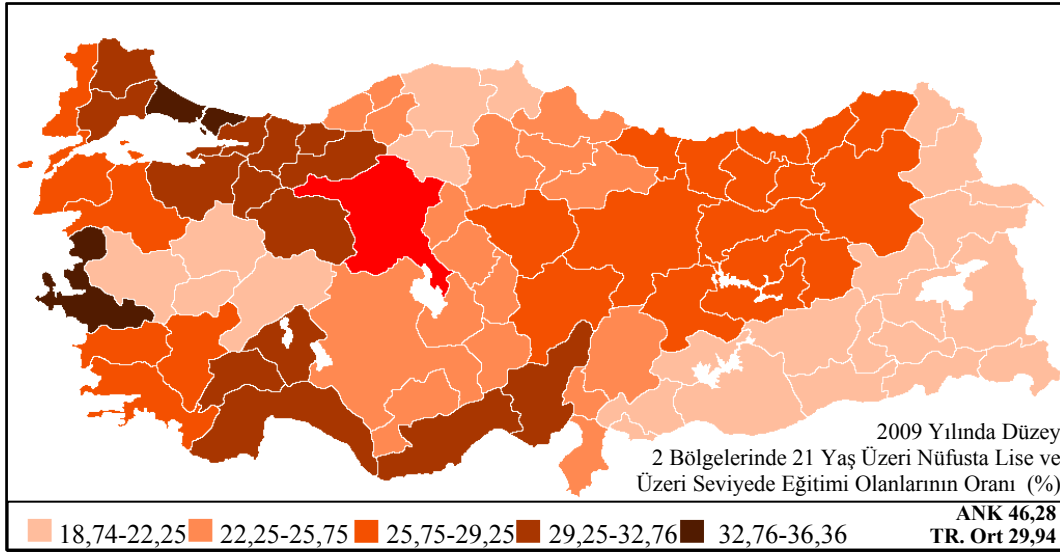 2009 Yılında Düzey
2 Bölgelerinde 21 Yaş Üzeri Nüfusta Lise ve
Üzeri Seviyede Eğitimi Olanlarının Oranı (%)
18,74-22,25 22,25-25,75 25,75-29,25 29,25-32,76 32,76-36,36
ANK 46,28
TR. Ort 29,94